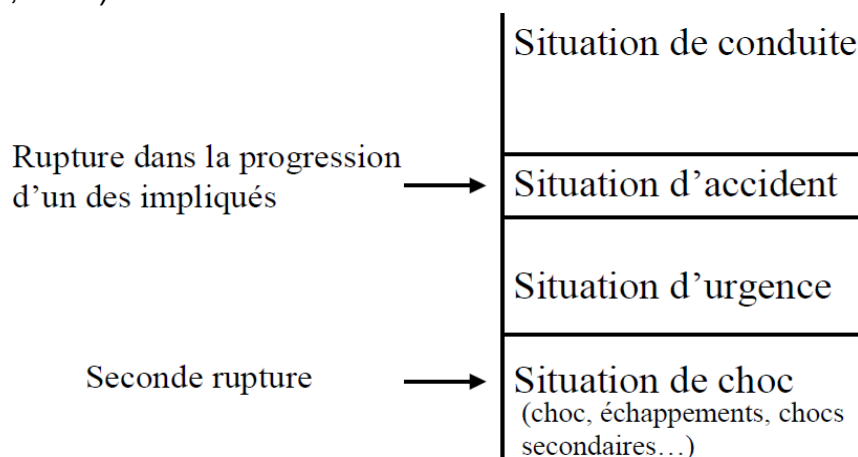 Situation de conduite
Rupture dans la progression
d'un des impliqués
Situation d'accident
Situation d'urgence
Seconde rupture
Situation de choc
(choc, échappements, chocs
secondaires…)